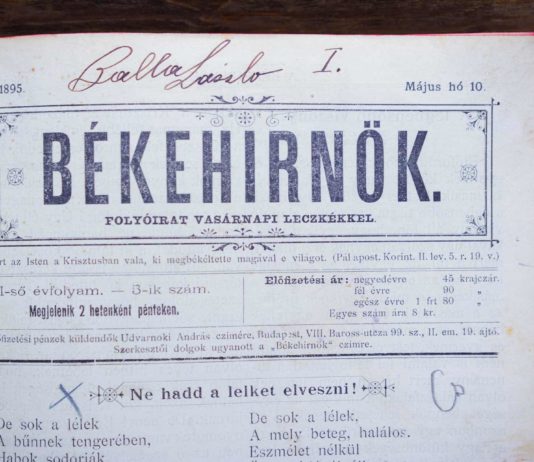 1895.
Balla László I.
Május hó 10.
BÉKEHIRNÖK.
FOLYÓIRAT VASÁRNAPI LECZKÉKKEL.
az Isten a Krisztusban vala, ki megbékéltette magával e világot. (Pál apost. Korint. II. lev. 5. r. 19. v.)
I-ső évfolyam. — 3-ik szám.
Megjelenik 2 hetenként pénteken.
Előfizetési ár: negyedévre 45 krajczár.
fél évre 90 „
egész évre 1 frt 80 „
Egyes szám ára 8 kr.
pénzek küldendők Udvarnoki András czimére, Budapest, VIII. Baross-utcza 99. sz., II. em. 19. ajtó.
Szerkesztői dolgok ugyanott a „Békehirnök" czimre.
Ne hadd a lelket elveszni!
De sok a lélek
A bűnnek tengerében,
Habok sodorják
De sok a lélek,
A mely beteg, halálos.
Eszmélet nélkül